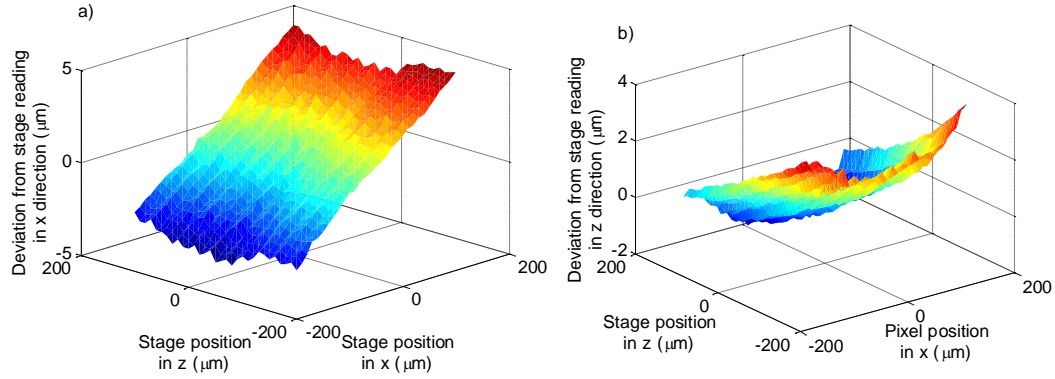 a)
5
0
-5
200
0
-200
-200
0
200
Deviation from stage reading
in x direction (μm)
Stage position
in z (μm)
Stage position
in x (μm)
b)
4
2
0
-2
200
0
-200
-200
0
200
Deviation from stage reading
in z direction (μm)
Stage position
in z (μm)
Pixel position
in x (μm)